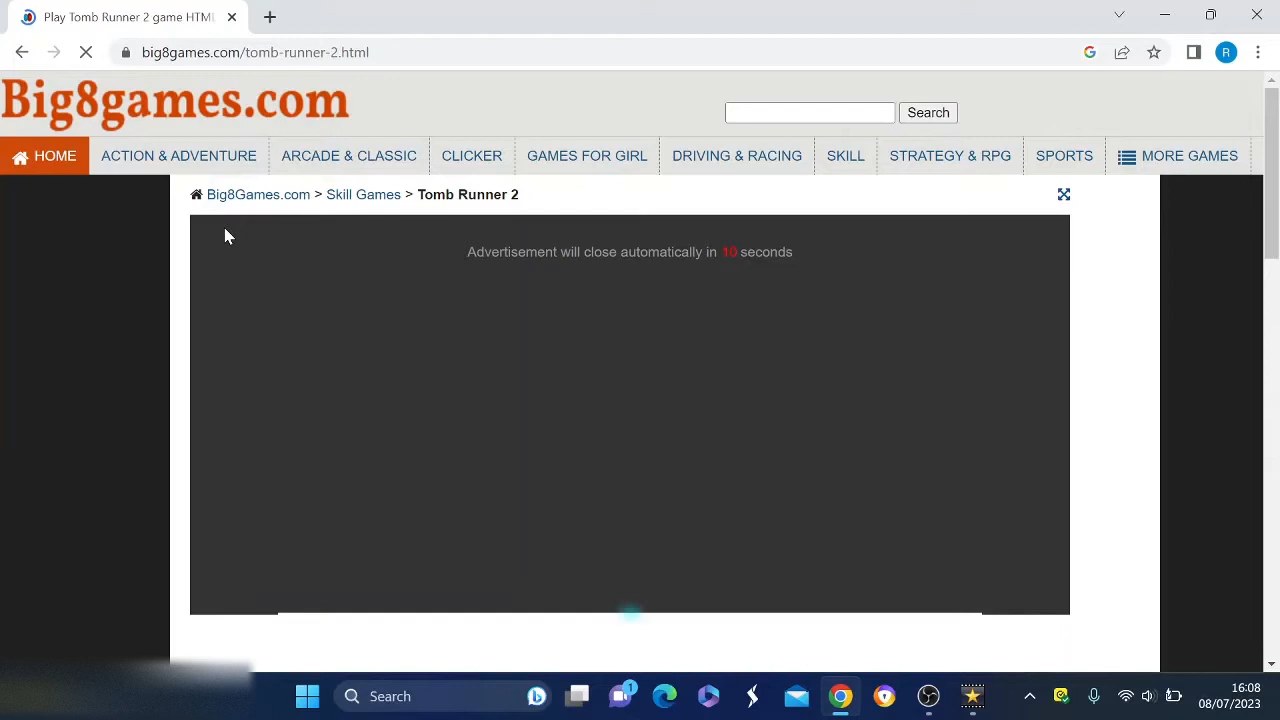 Play Tomb Runner 2 game HTML
big8games.com/tomb-runner-2.html
R
Big8games.com
Search
HOME
ACTION & ADVENTURE
ARCADE & CLASSIC
CLICKER
GAMES FOR GIRL
DRIVING & RACING
SKILL
STRATEGY & RPG
SPORTS
MORE GAMES
Big8Games.com > Skill Games > Tomb Runner 2
Advertisement will close automatically in 10 seconds
Search
1
16:08
08/07/2023